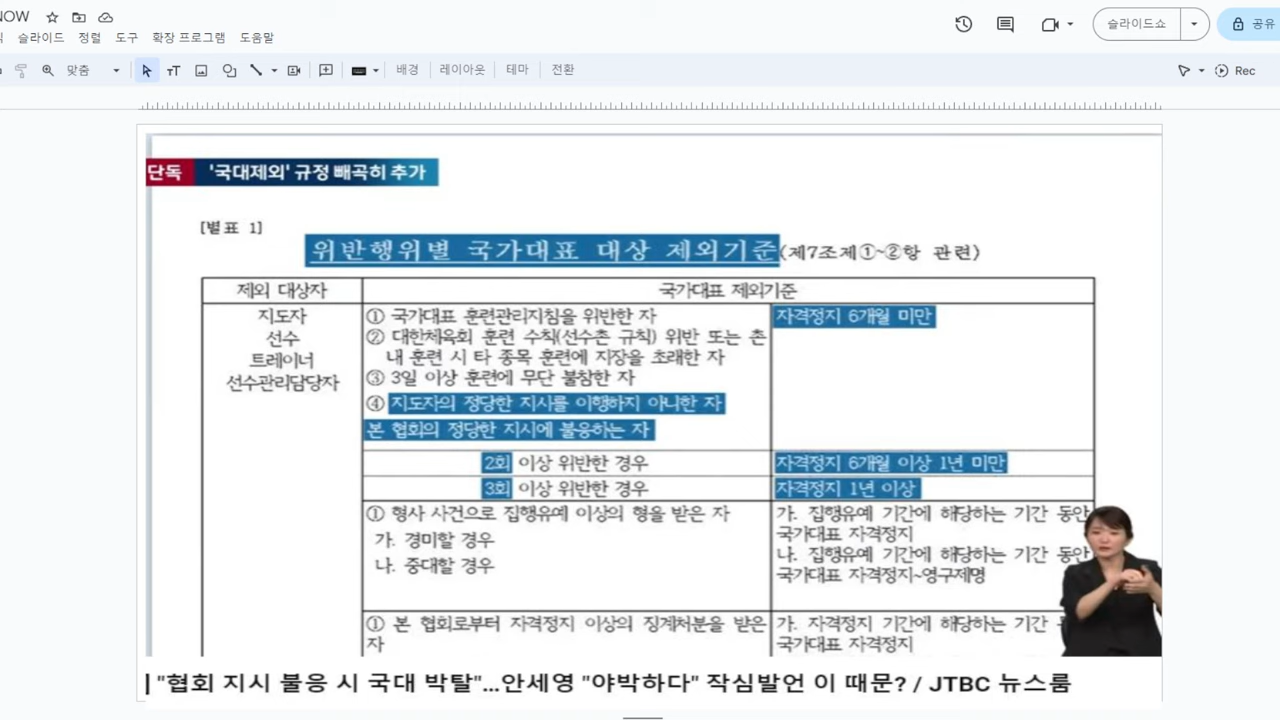 NOW
슬라이드 정렬 도구 확장 프로그램 도움말
슬라이드쇼 공유
맞춤 배경 레이아웃 테마 전환 Rec
단독 '국대제외' 규정 빼곡히 추가
[별표 1]
위반행위별 국가대표 대상 제외기준(제7조제①~②항 관련)
제외 대상자 국가대표 제외기준
지도자
선수
트레이너
선수관리담당자
① 국가대표 훈련관리지침을 위반한 자
② 대한체육회 훈련 수칙(선수촌 규칙) 위반 또는 촌
내 훈련 시 타 종목 훈련에 지장을 초래한 자
③ 3일 이상 훈련에 무단 불참한 자
④ 지도자의 정당한 지시를 이행하지 아니한 자
본 협회의 정당한 지시에 불응하는 자
자격정지 6개월 미만
2회 이상 위반한 경우 자격정지 6개월 이상 1년 미만
3회 이상 위반한 경우 자격정지 1년 이상
① 형사 사건으로 집행유예 이상의 형을 받은 자
가. 경미할 경우
나. 중대할 경우
가. 집행유예 기간에 해당하는 기간 동안
국가대표 자격정지
나. 집행유예 기간에 해당하는 기간 동안
국가대표 자격정지~영구제명
① 본 협회로부터 자격정지 이상의 징계처분을 받은
자
가. 자격정지 기간에 해당하는 기간
국가대표 자격정지
"협회 지시 불응 시 국대 박탈"...안세영 "야박하다" 작심발언 이 때문? / JTBC 뉴스룸